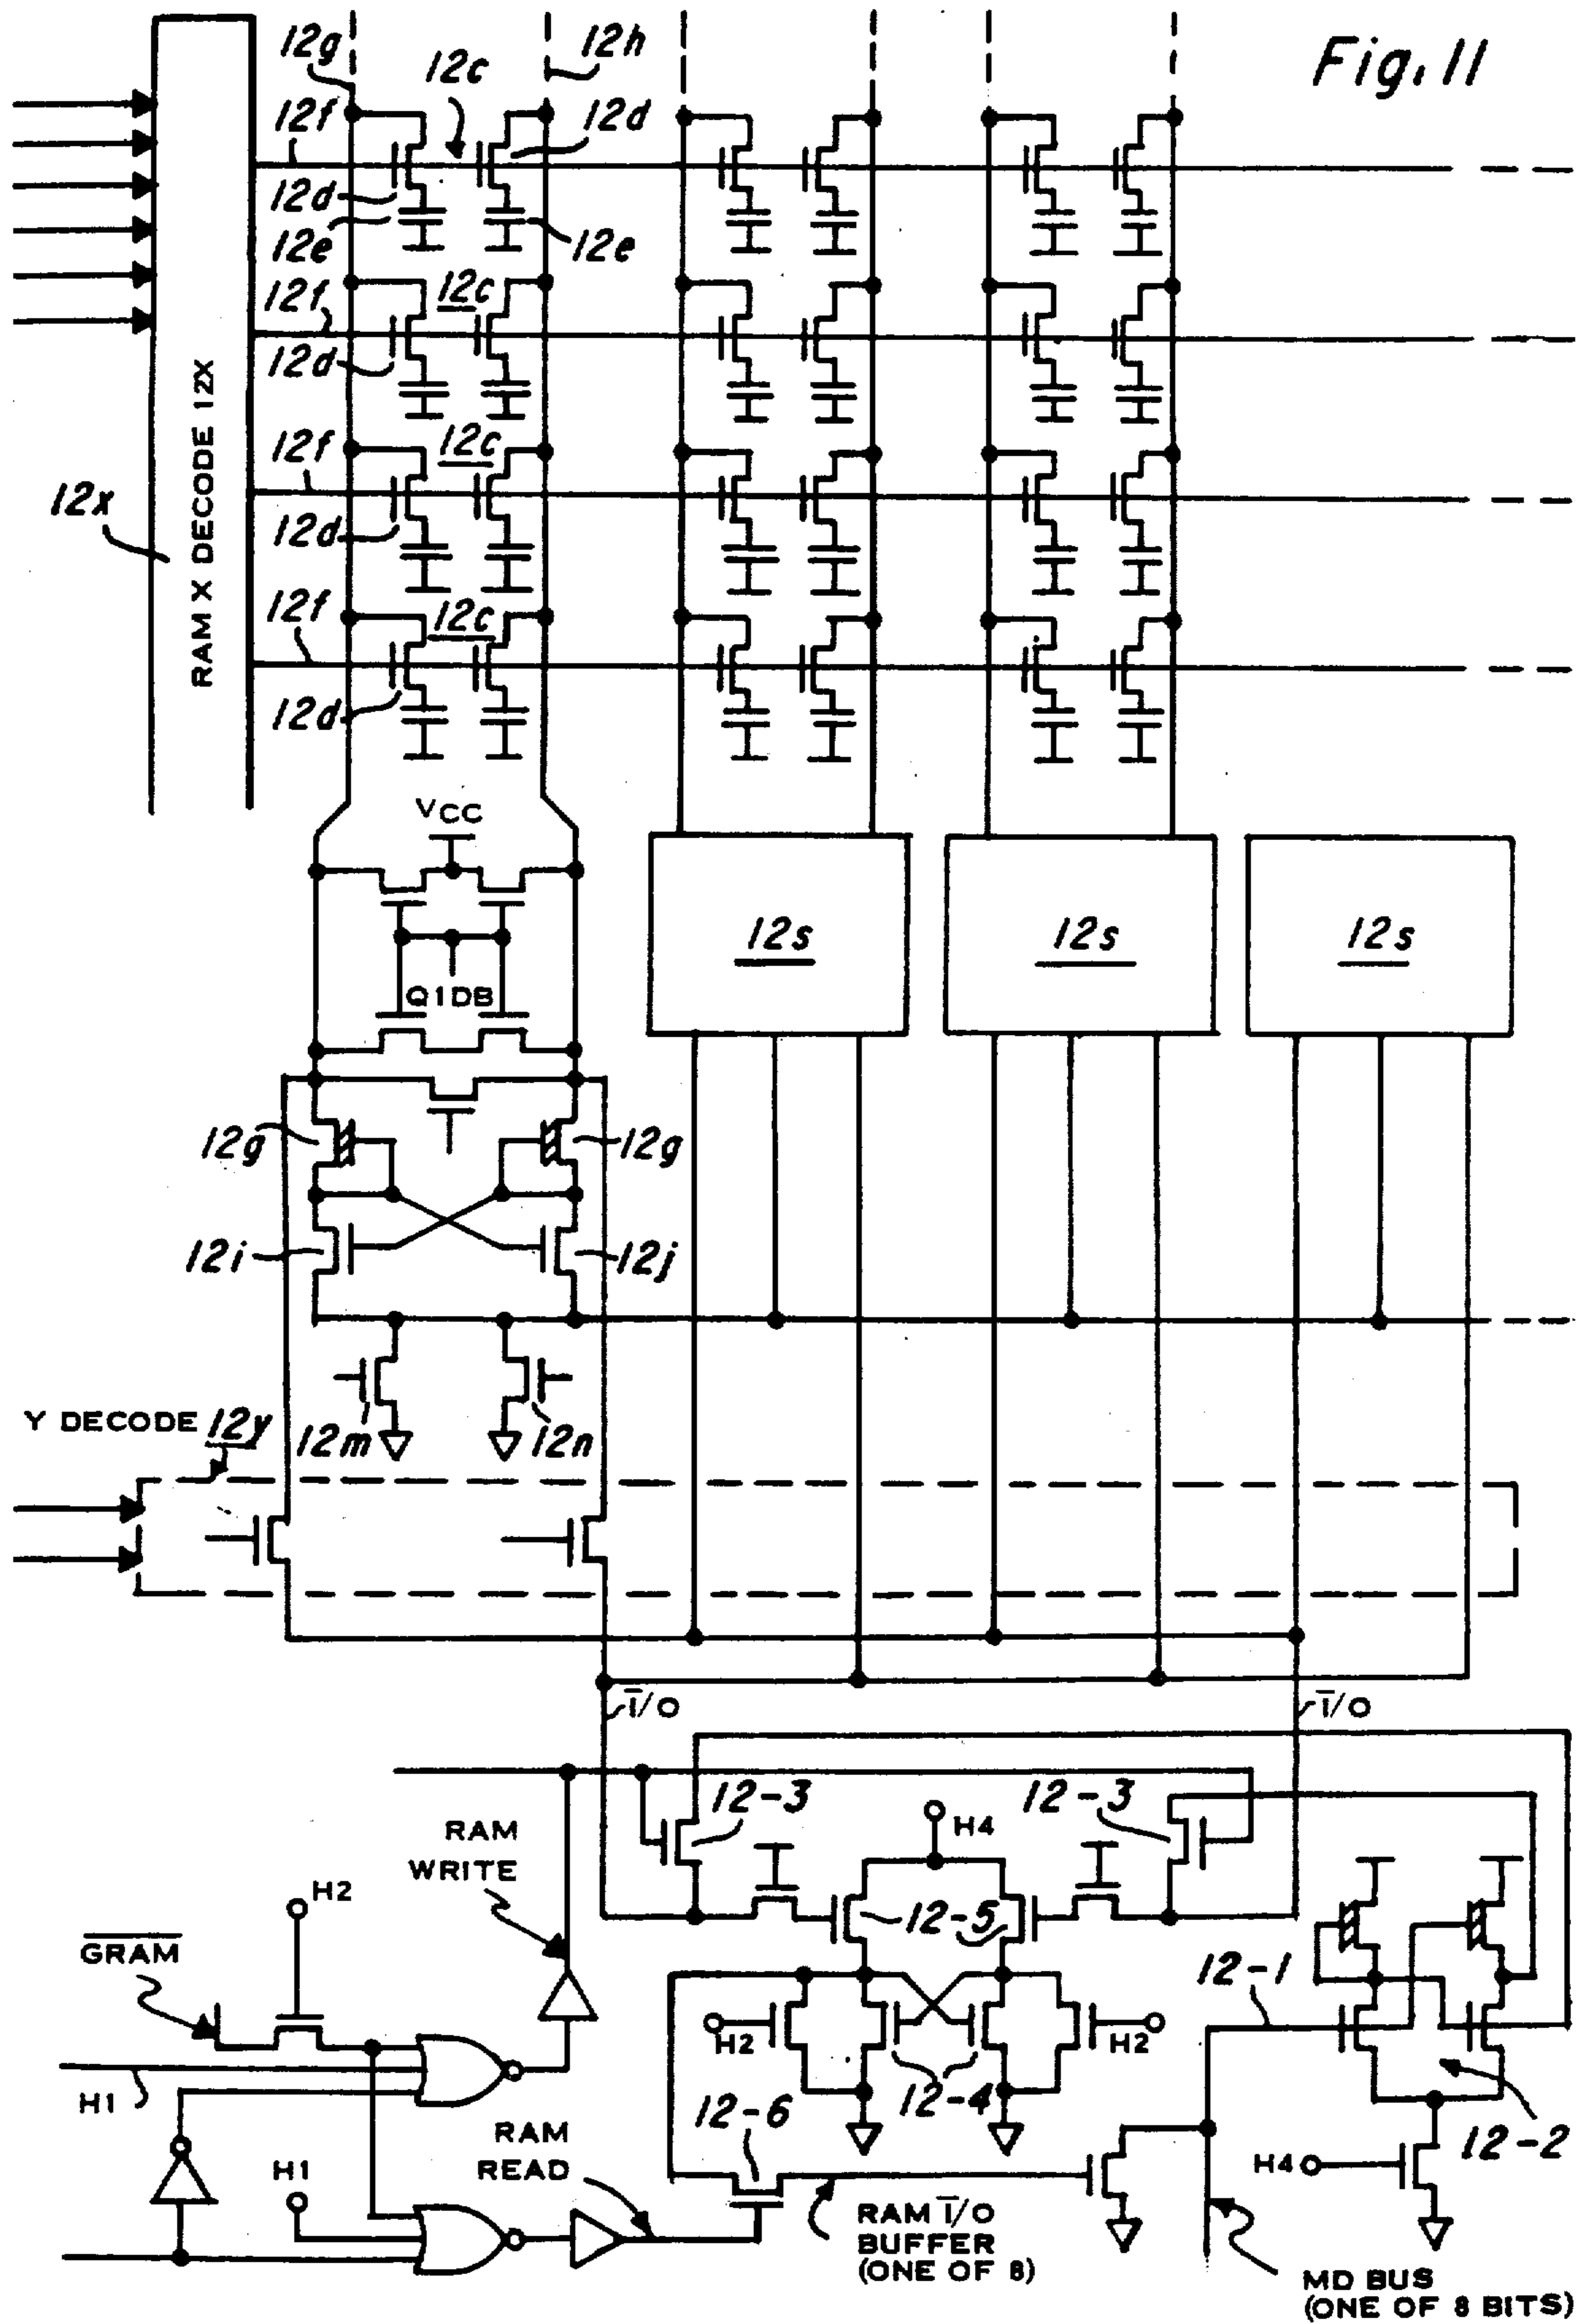 Fig. 11
12g
12h
12c
12f
12d
12d
12e
12e
12f
12c
12d
12f
12c
12d
12f
12c
12d
RAM X DECODE 12X
12x
VCC
Q1DB
12s
12s
12s
12g
12g
12i
12j
12m
12n
Y DECODE 12y
ī/O
ī/O
12-3
12-3
H4
RAM
WRITE
H2
GRAM
12-5
12-1
H2
H2
12-4
H1
12-6
RAM
READ
H1
H4
12-2
RAM ī/O
BUFFER
(ONE OF 8)
MD BUS
(ONE OF 8 BITS)